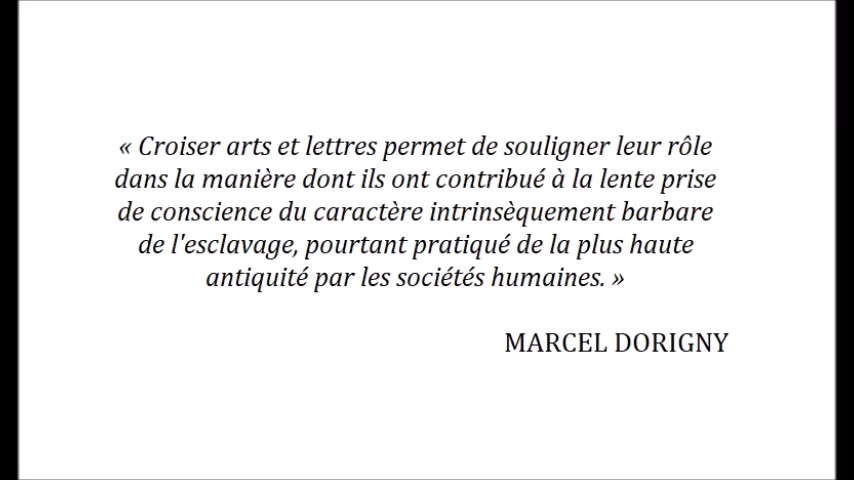 « Croiser arts et lettres permet de souligner leur rôle
dans la manière dont ils ont contribué à la lente prise
de conscience du caractère intrinsèquement barbare
de l'esclavage, pourtant pratiqué de la plus haute
antiquité par les sociétés humaines. »
MARCEL DORIGNY